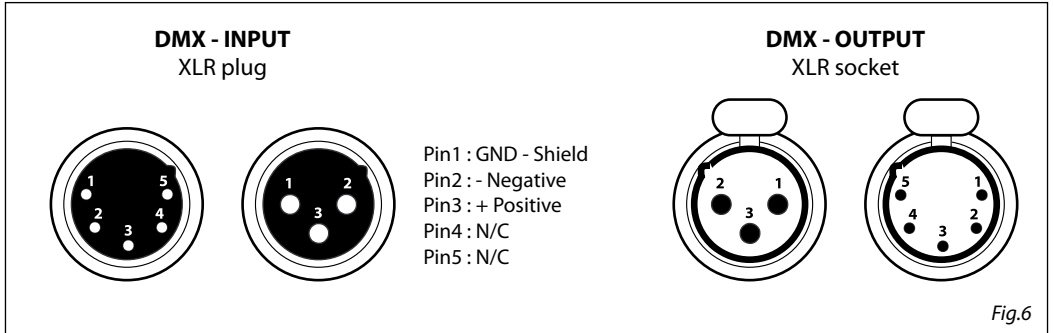 DMX - INPUT
XLR plug
1 5
2 4
3
1 2
3
Pin1 : GND - Shield
Pin2 : - Negative
Pin3 : + Positive
Pin4 : N/C
Pin5 : N/C
DMX - OUTPUT
XLR socket
2 1
3
5 1
4 2
3
Fig.6